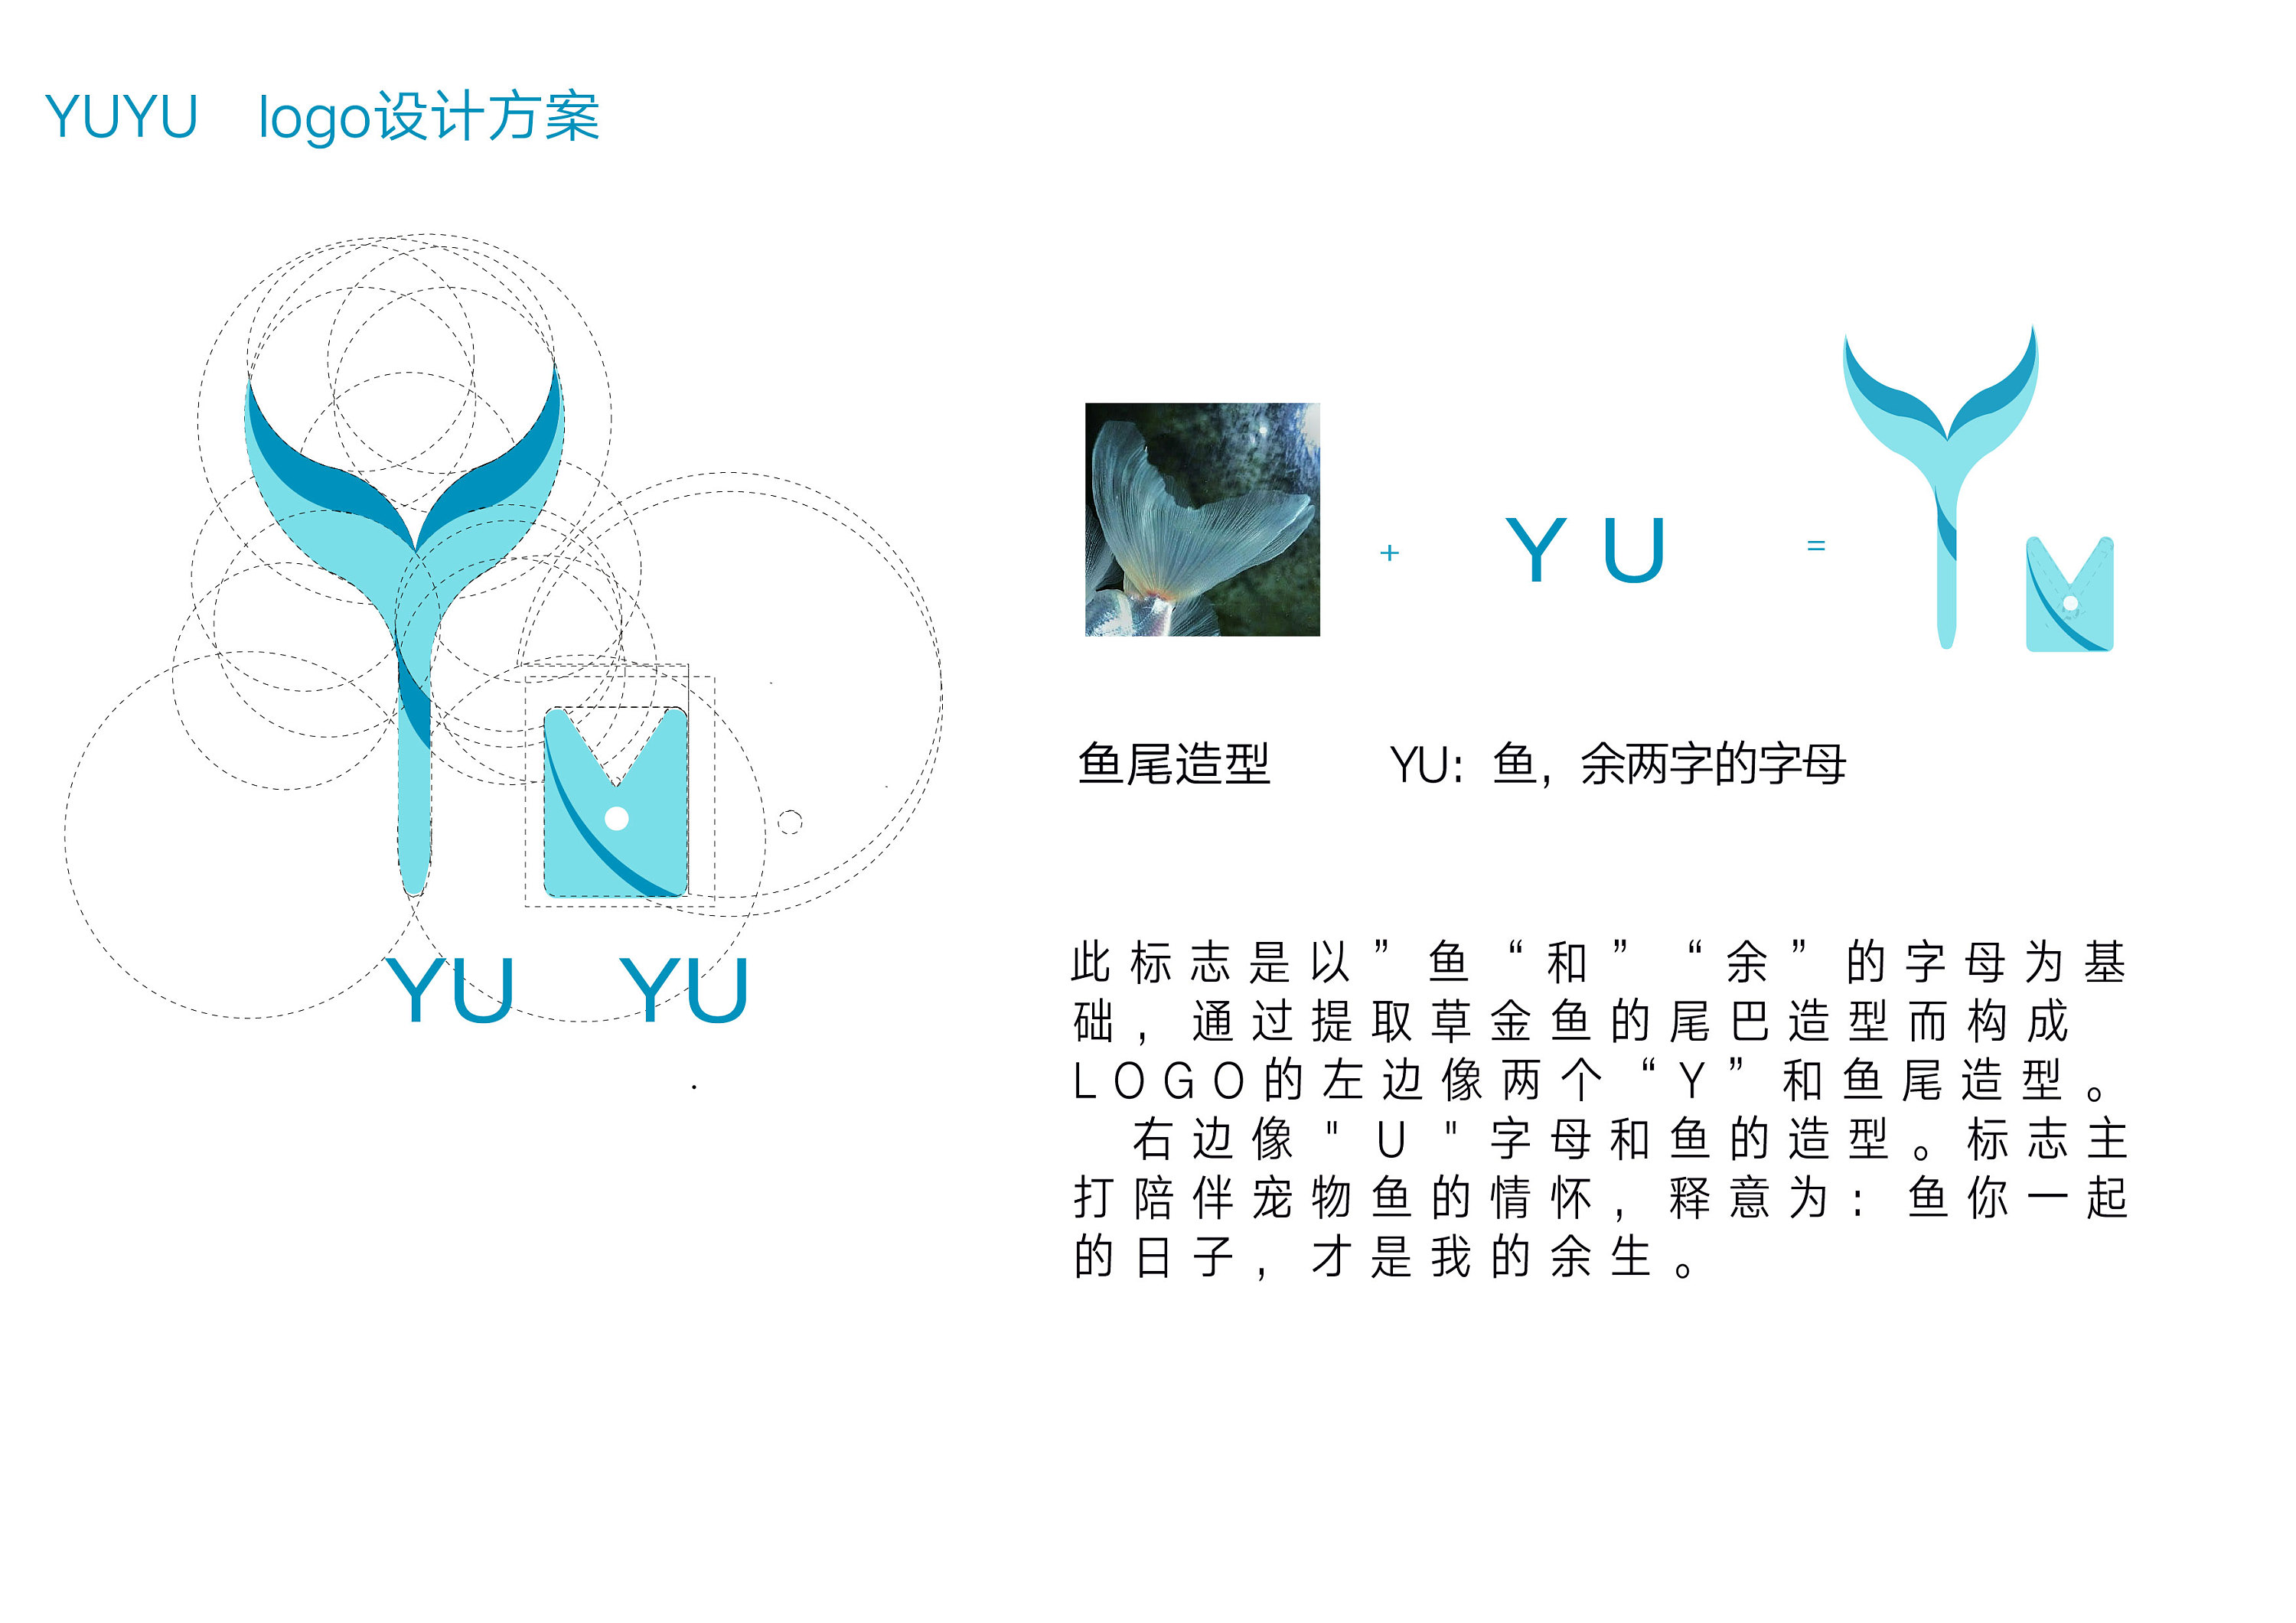 YUYU logo设计方案
+ YU =
鱼尾造型 YU：鱼，余两字的字母
YU YU
此标志是以”鱼“和”“余”的字母为基
础，通过提取草金鱼的尾巴造型而构成
LOGO的左边像两个“Y”和鱼尾造型。
右边像"U"字母和鱼的造型。标志主
打陪伴宠物鱼的情怀，释意为：鱼你一起
的日子，才是我的余生。